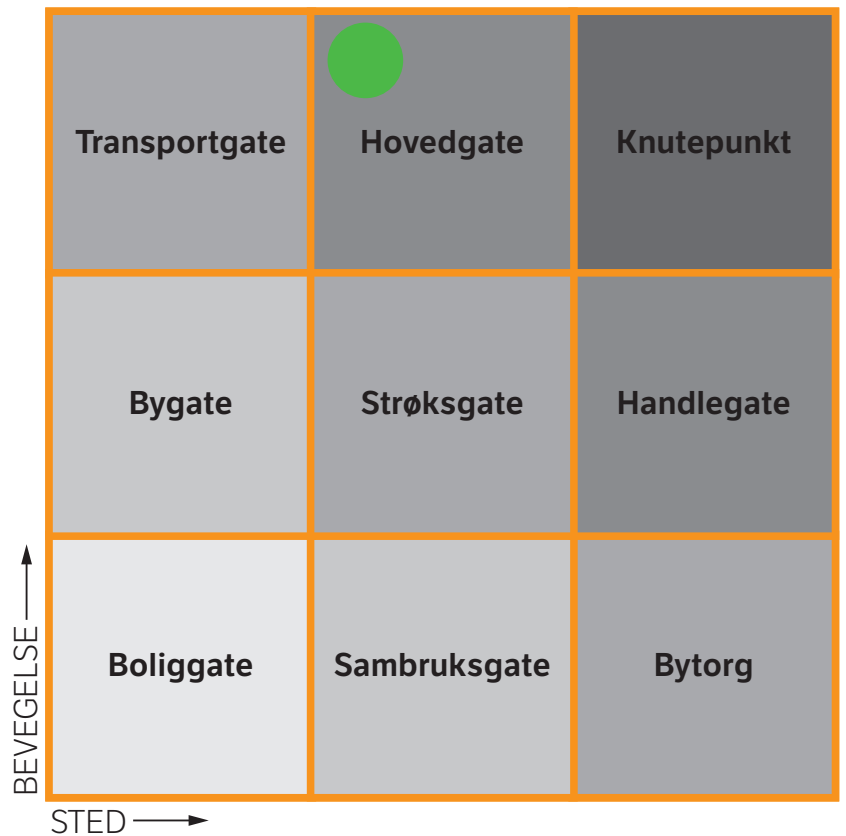 Transportgate
Hovedgate
Knutepunkt
Bygate
Strøksgate
Handlegate
Boliggate
Sambruksgate
Bytorg
BEVEGELSE
STED